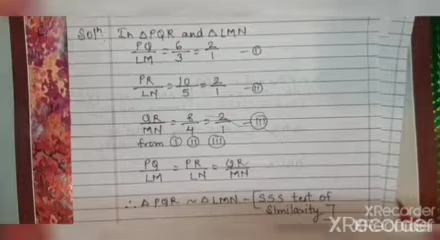 Solⁿ. In △PQR and △LMN
PQ/LM = 6/3 = 2/1 — Ⓘ
PR/LN = 10/5 = 2/1 — Ⓘ Ⓘ
QR/MN = 8/4 = 2/1 — Ⓘ Ⓘ Ⓘ
from Ⓘ ⓘⓘ ⓘⓘⓘ
PQ/LM = PR/LN = QR/MN
∴ △PQR ~ △LMN – [SSS test of
Similarity]
XRecorder
XRecorder